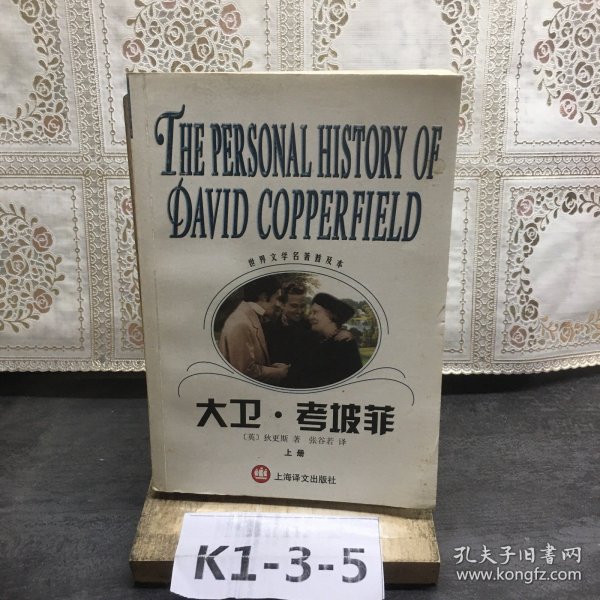 THE PERSONAL HISTORY OF
DAVID COPPERFIELD
世界文学名著普及本
大卫·考坡菲
〔英〕狄更斯 著 张谷若 译
上册
上海译文出版社
K1-3-5
孔夫子旧书网
www.kongfz.com